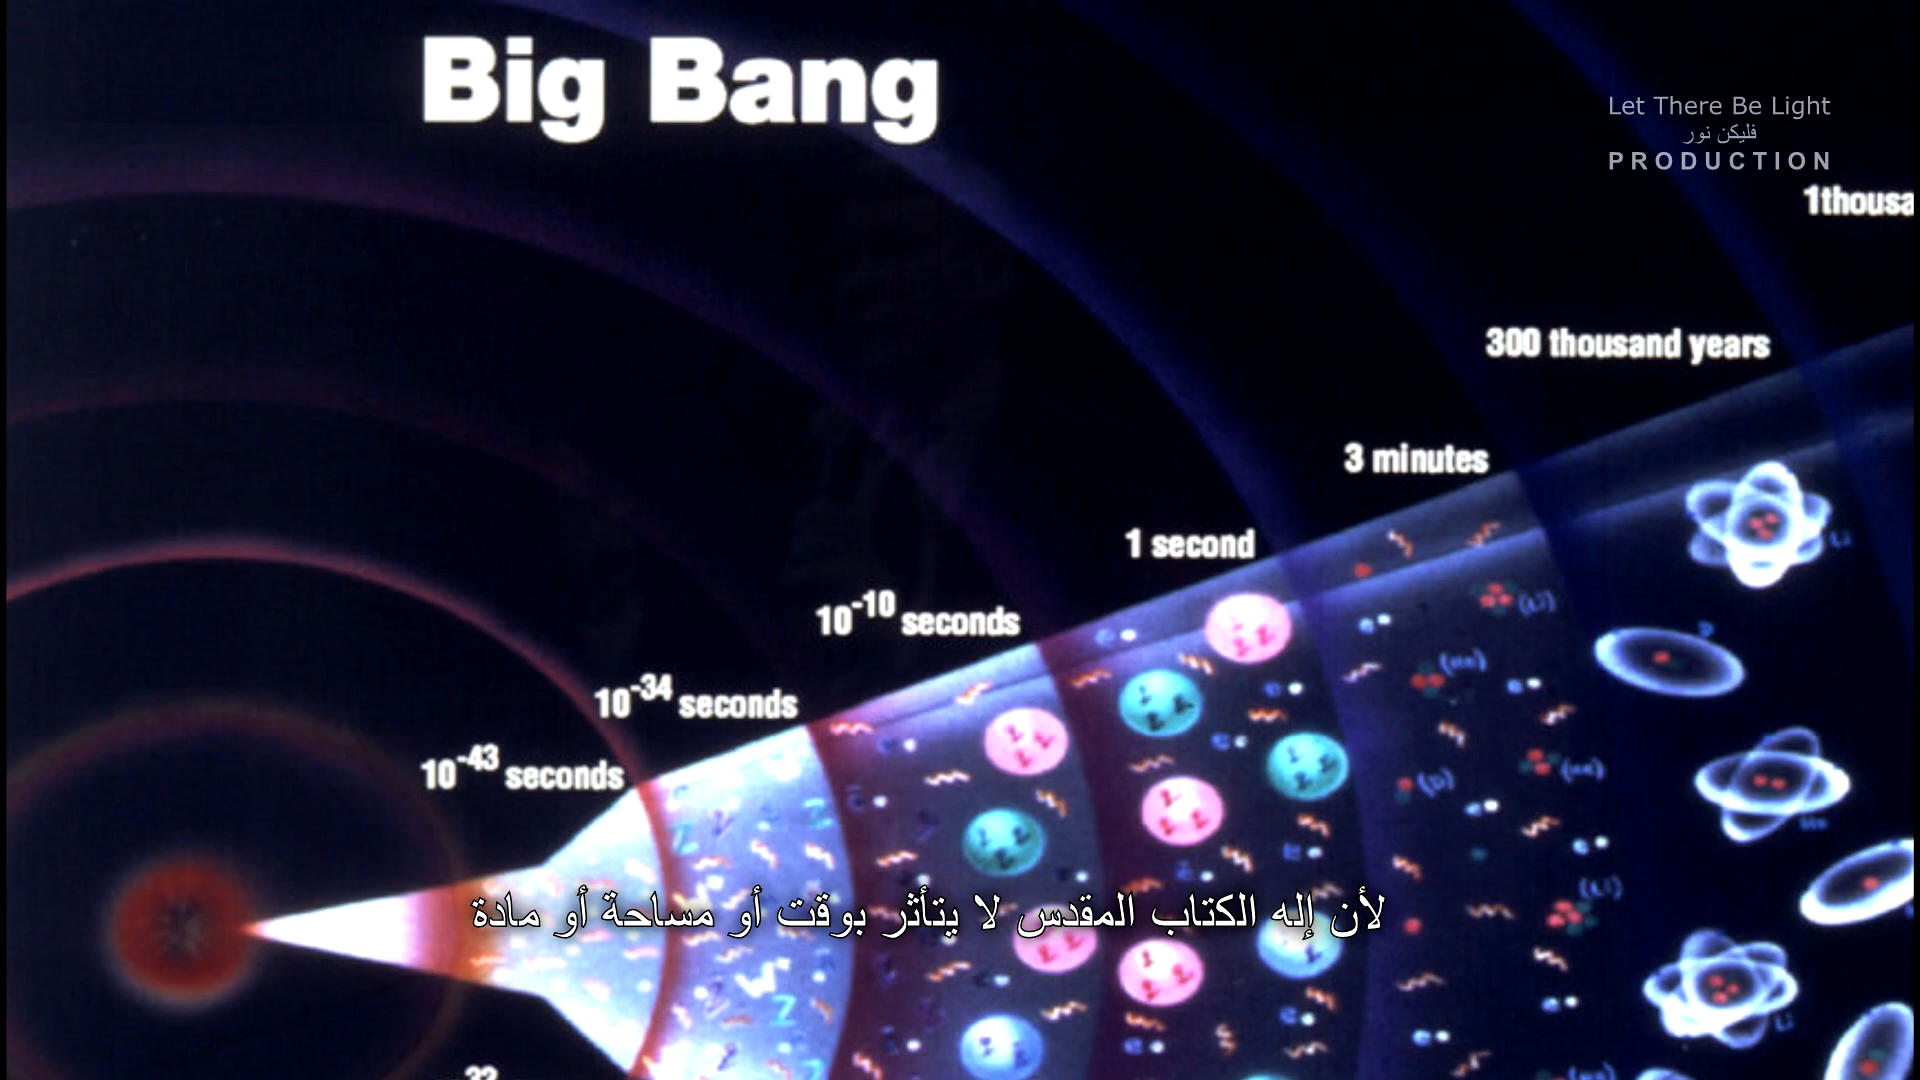 Big Bang
Let There Be Light
فليكن نور
PRODUCTION
300 thousand years
3 minutes
1 second
10-10 seconds
10-34 seconds
10-43 seconds
لأن إله الكتاب المقدس لا يتأثر بوقت أو مساحة أو مادة